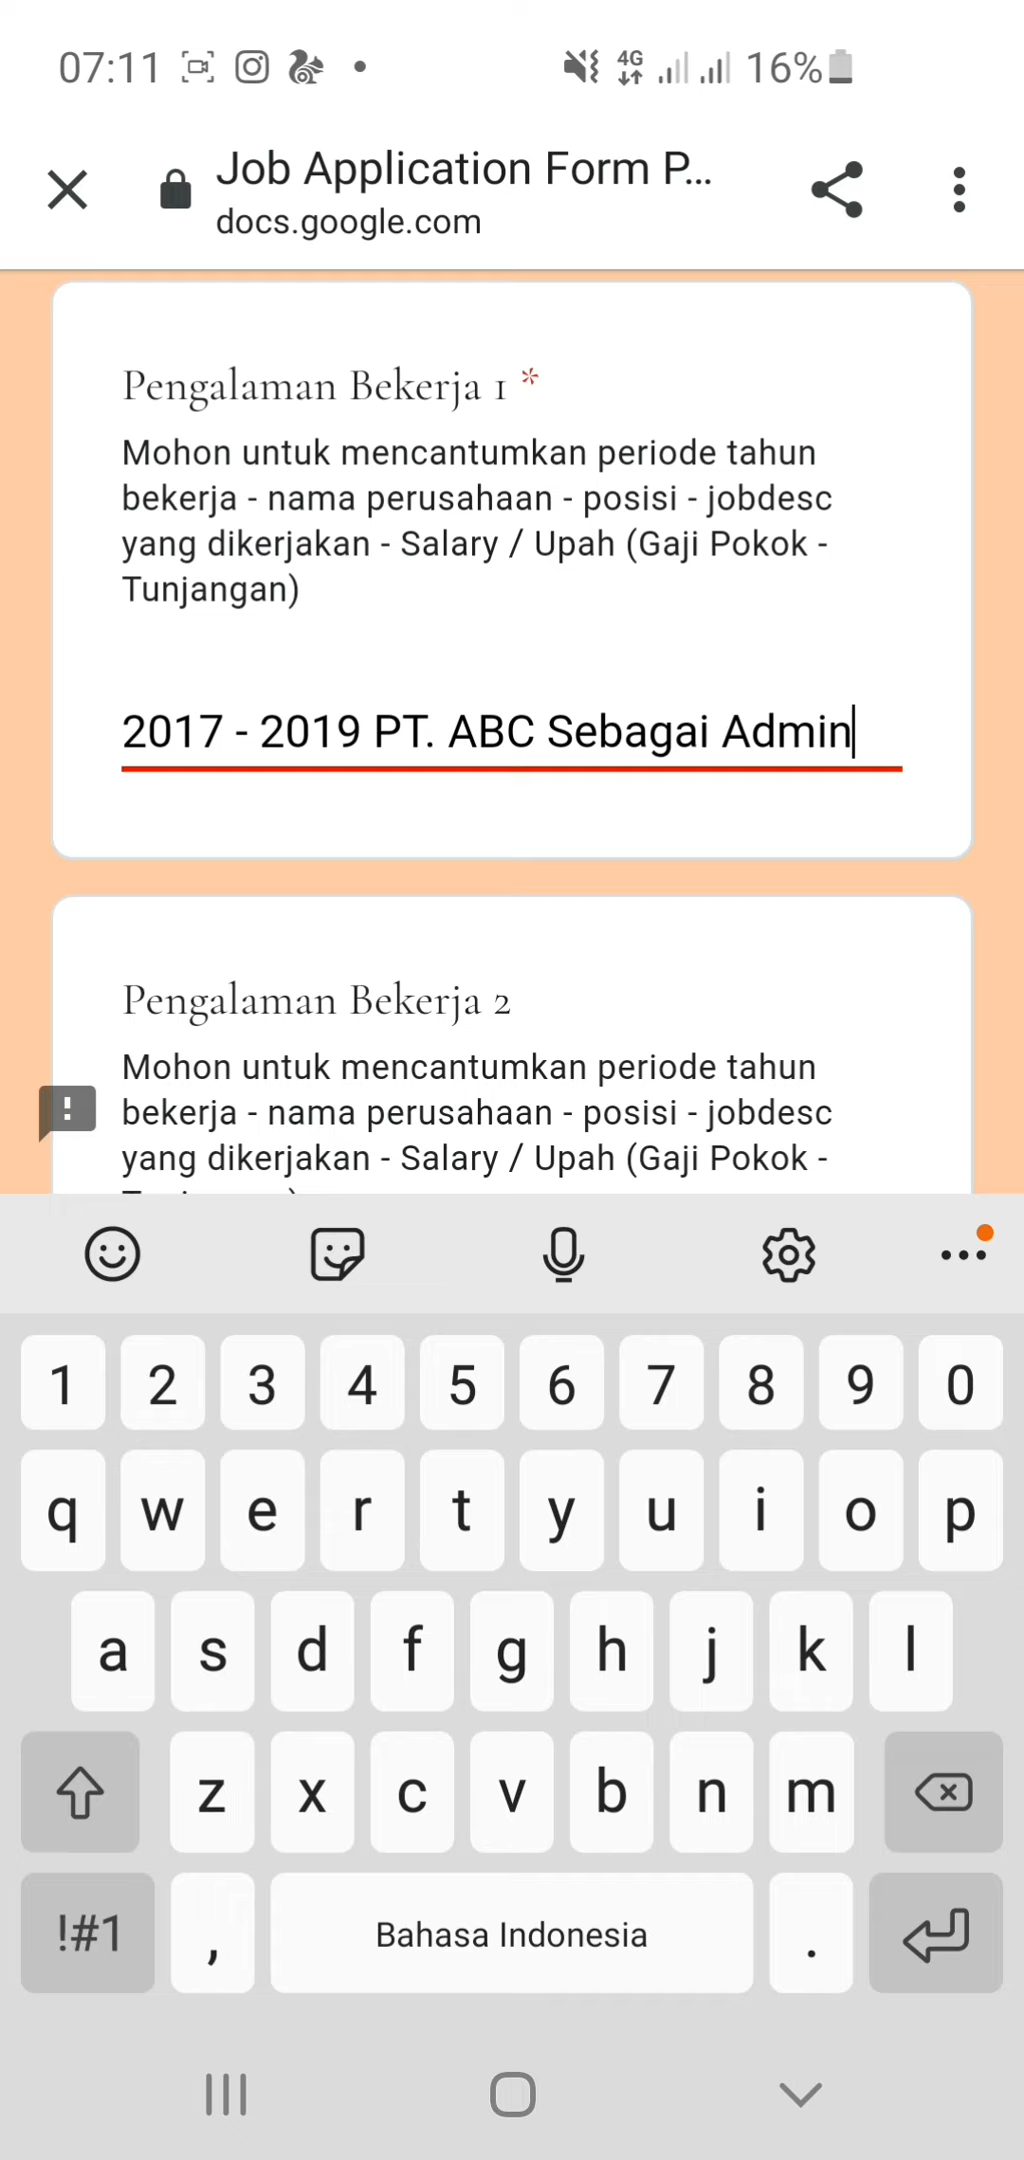 07:11
4G
16%
Job Application Form P...
docs.google.com
Pengalaman Bekerja 1 *
Mohon untuk mencantumkan periode tahun
bekerja - nama perusahaan - posisi - jobdesc
yang dikerjakan - Salary / Upah (Gaji Pokok -
Tunjangan)
2017 - 2019 PT. ABC Sebagai Admin
Pengalaman Bekerja 2
Mohon untuk mencantumkan periode tahun
bekerja - nama perusahaan - posisi - jobdesc
yang dikerjakan - Salary / Upah (Gaji Pokok -
1 2 3 4 5 6 7 8 9 0
q w e r t y u i o p
a s d f g h j k l
z x c v b n m
!#1 , Bahasa Indonesia .